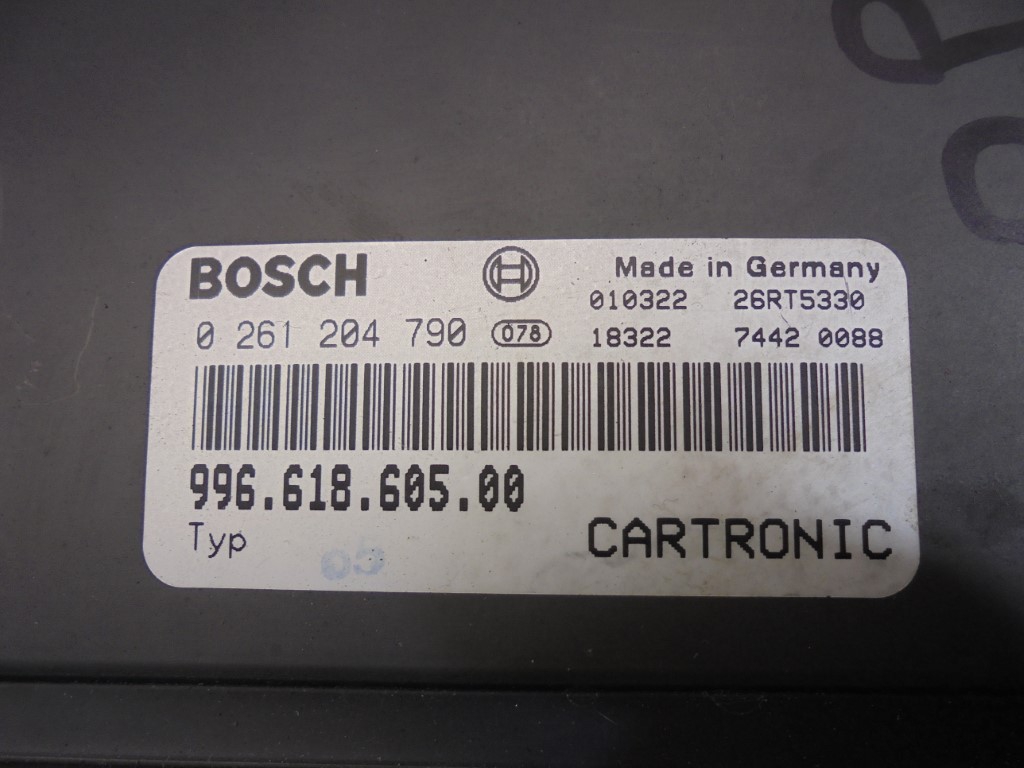 BOSCH Made in Germany
010322 26RT5330
0 261 204 790 078 18322 7442 0088
996.618.605.00
Typ CARTRONIC
05